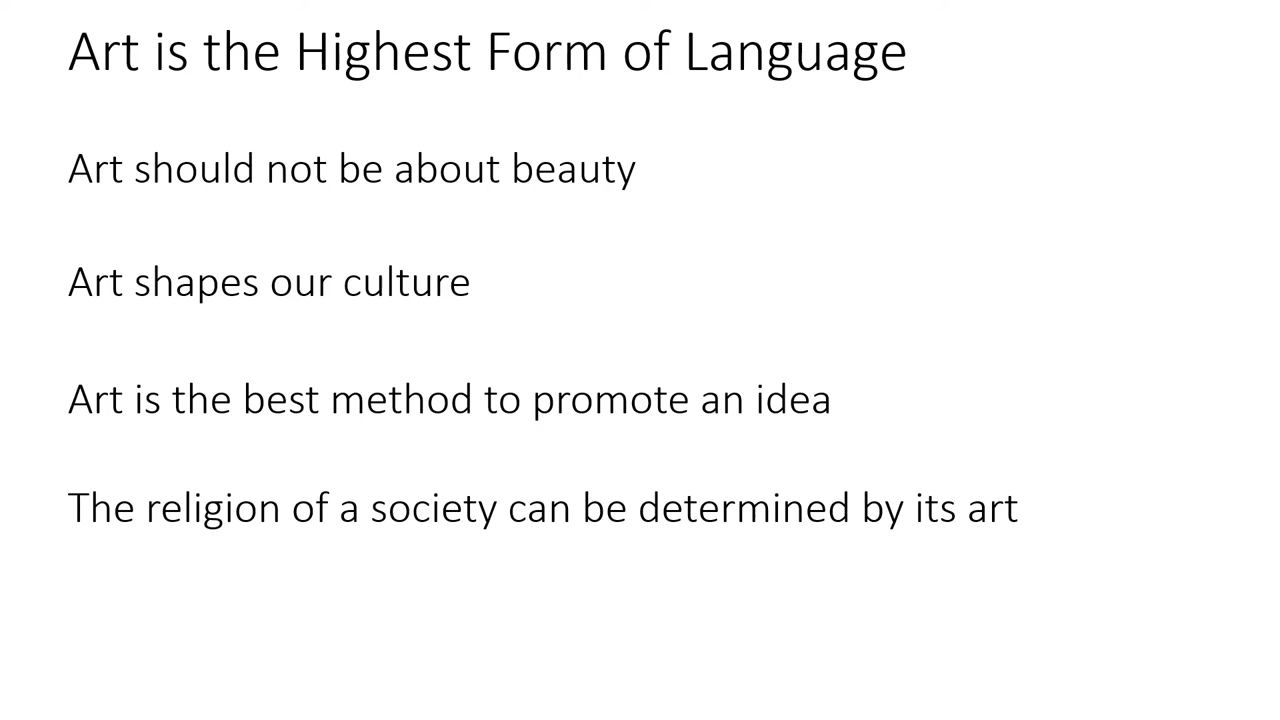 Art is the Highest Form of Language
Art should not be about beauty
Art shapes our culture
Art is the best method to promote an idea
The religion of a society can be determined by its art